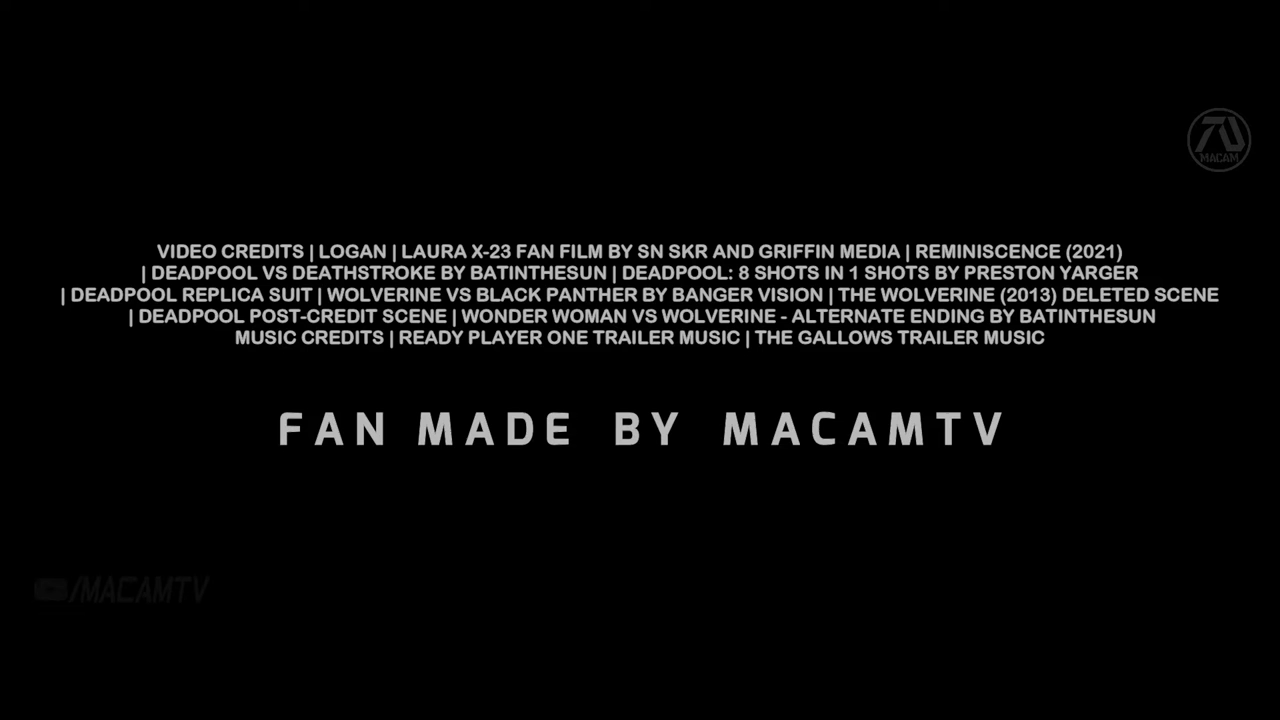 MACAM
VIDEO CREDITS | LOGAN | LAURA X-23 FAN FILM BY SN SKR AND GRIFFIN MEDIA | REMINISCENCE (2021)
| DEADPOOL VS DEATHSTROKE BY BATINTHESUN | DEADPOOL: 8 SHOTS IN 1 SHOTS BY PRESTON YARGER
| DEADPOOL REPLICA SUIT | WOLVERINE VS BLACK PANTHER BY BANGER VISION | THE WOLVERINE (2013) DELETED SCENE
| DEADPOOL POST-CREDIT SCENE | WONDER WOMAN VS WOLVERINE - ALTERNATE ENDING BY BATINTHESUN
MUSIC CREDITS | READY PLAYER ONE TRAILER MUSIC | THE GALLOWS TRAILER MUSIC
FAN MADE BY MACAMTV
/MACAMTV